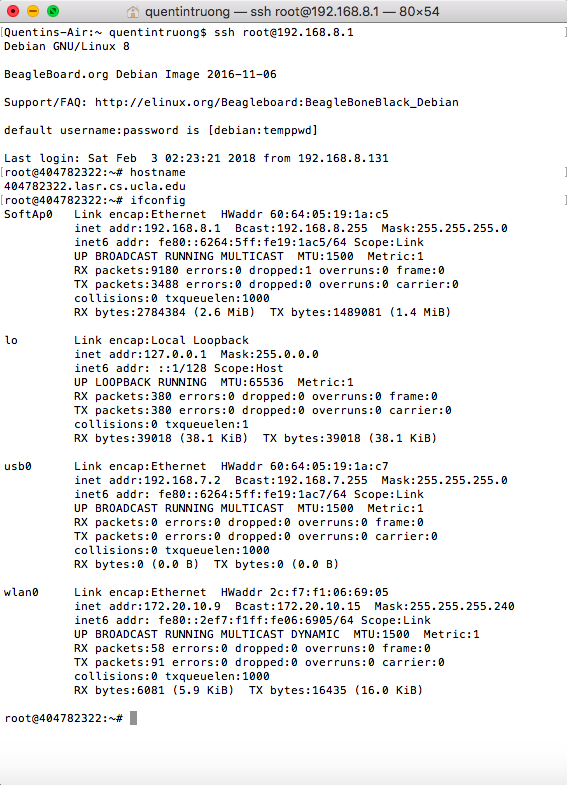 quentintruong — ssh root@192.168.8.1 — 80×54
[Quentins-Air:~ quentintruong$ ssh root@192.168.8.1 ]
Debian GNU/Linux 8
BeagleBoard.org Debian Image 2016-11-06
Support/FAQ: http://elinux.org/Beagleboard:BeagleBoneBlack_Debian
default username:password is [debian:temppwd]
Last login: Sat Feb  3 02:23:21 2018 from 192.168.8.131
[root@404782322:~# hostname ]
404782322.lasr.cs.ucla.edu
[root@404782322:~# ifconfig ]
SoftAp0   Link encap:Ethernet  HWaddr 60:64:05:19:1a:c5
          inet addr:192.168.8.1  Bcast:192.168.8.255  Mask:255.255.255.0
          inet6 addr: fe80::6264:5ff:fe19:1ac5/64 Scope:Link
          UP BROADCAST RUNNING MULTICAST  MTU:1500  Metric:1
          RX packets:9180 errors:0 dropped:1 overruns:0 frame:0
          TX packets:3488 errors:0 dropped:0 overruns:0 carrier:0
          collisions:0 txqueuelen:1000
          RX bytes:2784384 (2.6 MiB)  TX bytes:1489081 (1.4 MiB)
lo        Link encap:Local Loopback
          inet addr:127.0.0.1  Mask:255.0.0.0
          inet6 addr: ::1/128 Scope:Host
          UP LOOPBACK RUNNING  MTU:65536  Metric:1
          RX packets:380 errors:0 dropped:0 overruns:0 frame:0
          TX packets:380 errors:0 dropped:0 overruns:0 carrier:0
          collisions:0 txqueuelen:1
          RX bytes:39018 (38.1 KiB)  TX bytes:39018 (38.1 KiB)
usb0      Link encap:Ethernet  HWaddr 60:64:05:19:1a:c7
          inet addr:192.168.7.2  Bcast:192.168.7.255  Mask:255.255.255.0
          inet6 addr: fe80::6264:5ff:fe19:1ac7/64 Scope:Link
          UP BROADCAST RUNNING MULTICAST  MTU:1500  Metric:1
          RX packets:0 errors:0 dropped:0 overruns:0 frame:0
          TX packets:0 errors:0 dropped:0 overruns:0 carrier:0
          collisions:0 txqueuelen:1000
          RX bytes:0 (0.0 B)  TX bytes:0 (0.0 B)
wlan0     Link encap:Ethernet  HWaddr 2c:f7:f1:06:69:05
          inet addr:172.20.10.9  Bcast:172.20.10.15  Mask:255.255.255.240
          inet6 addr: fe80::2ef7:f1ff:fe06:6905/64 Scope:Link
          UP BROADCAST RUNNING MULTICAST DYNAMIC  MTU:1500  Metric:1
          RX packets:58 errors:0 dropped:0 overruns:0 frame:0
          TX packets:91 errors:0 dropped:0 overruns:0 carrier:0
          collisions:0 txqueuelen:1000
          RX bytes:6081 (5.9 KiB)  TX bytes:16435 (16.0 KiB)
root@404782322:~#